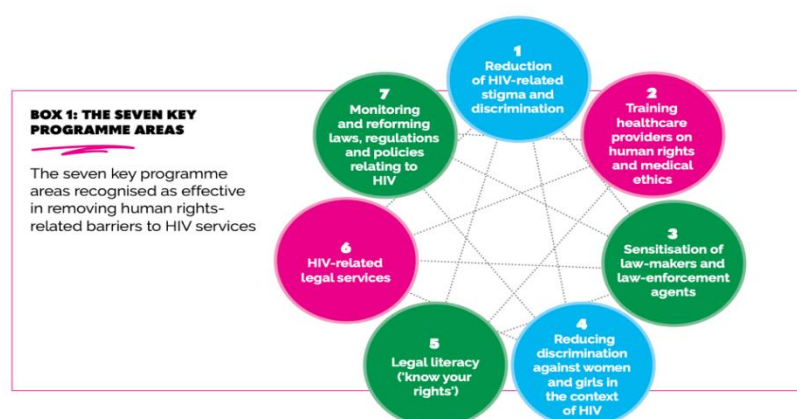 BOX 1: THE SEVEN KEY
PROGRAMME AREAS
The seven key programme
areas recognised as effective
in removing human rights-
related barriers to HIV services
1
Reduction
of HIV-related
stigma and
discrimination
2
Training
healthcare
providers on
human rights
and medical
ethics
3
Sensitisation of
law-makers and
law-enforcement
agents
4
Reducing
discrimination
against women
and girls in
the context
of HIV
5
Legal literacy
('know your
rights')
6
HIV-related
legal services
7
Monitoring
and reforming
laws, regulations
and policies
relating to
HIV